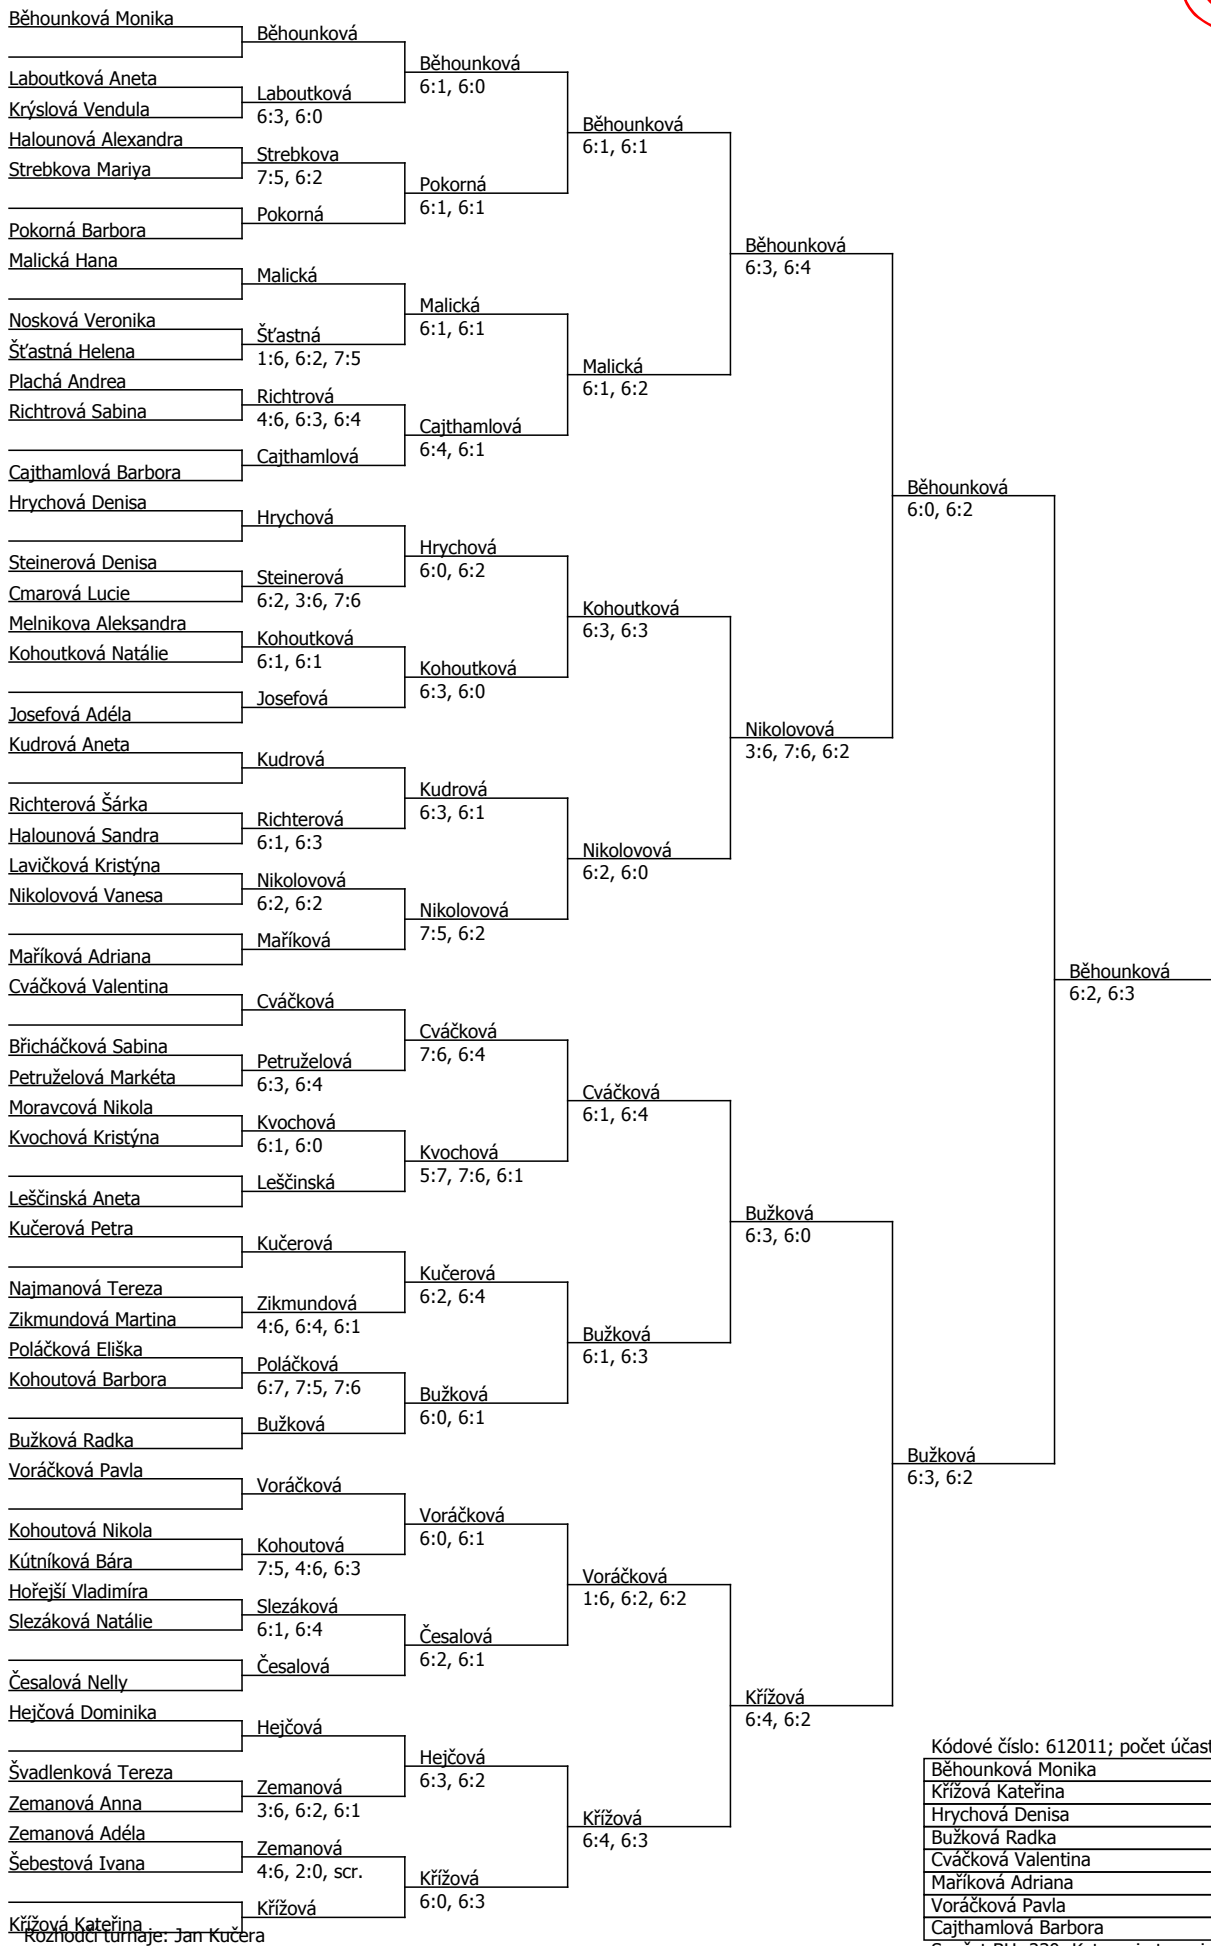 Běhounková Monika
Laboutková Aneta
Krýslová Vendula
Halounová Alexandra
Strebkova Mariya
Pokorná Barbora
Malická Hana
Nosková Veronika
Šťastná Helena
Plachá Andrea
Richtrová Sabina
Cajthamlová Barbora
Hrychová Denisa
Steinerová Denisa
Cmarová Lucie
Melnikova Aleksandra
Kohoutková Natálie
Josefová Adéla
Kudrová Aneta
Richterová Šárka
Halounová Sandra
Lavičková Kristýna
Nikolovová Vanesa
Maříková Adriana
Cváčková Valentina
Břicháčková Sabina
Petruželová Markéta
Moravcová Nikola
Kvochová Kristýna
Leščinská Aneta
Kučerová Petra
Najmanová Tereza
Zikmundová Martina
Poláčková Eliška
Kohoutová Barbora
Bužková Radka
Voráčková Pavla
Kohoutová Nikola
Kútníková Bára
Hořejší Vladimíra
Slezáková Natálie
Česalová Nelly
Hejčová Dominika
Švadlenková Tereza
Zemanová Anna
Zemanová Adéla
Šebestová Ivana
Křížová Kateřina
Rozhodčí turnaje: Jan Kučera
Běhounková
Laboutková
6:3, 6:0
Strebkova
7:5, 6:2
Pokorná
Malická
Šťastná
1:6, 6:2, 7:5
Richtrová
4:6, 6:3, 6:4
Cajthamlová
Hrychová
Steinerová
6:2, 3:6, 7:6
Kohoutková
6:1, 6:1
Josefová
Kudrová
Richterová
6:1, 6:3
Nikolovová
6:2, 6:2
Maříková
Cváčková
Petruželová
6:3, 6:4
Kvochová
6:1, 6:0
Leščinská
Kučerová
Zikmundová
4:6, 6:4, 6:1
Poláčková
6:7, 7:5, 7:6
Bužková
Voráčková
Kohoutová
7:5, 4:6, 6:3
Slezáková
6:1, 6:4
Česalová
Hejčová
Zemanová
3:6, 6:2, 6:1
Zemanová
4:6, 2:0, scr.
Křížová
Běhounková
6:1, 6:0
Pokorná
6:1, 6:1
Malická
6:1, 6:1
Cajthamlová
6:4, 6:1
Hrychová
6:0, 6:2
Kohoutková
6:3, 6:0
Kudrová
6:3, 6:1
Nikolovová
7:5, 6:2
Cváčková
7:6, 6:4
Kvochová
5:7, 7:6, 6:1
Kučerová
6:2, 6:4
Bužková
6:0, 6:1
Voráčková
6:0, 6:1
Česalová
6:2, 6:1
Hejčová
6:3, 6:2
Křížová
6:0, 6:3
Běhounková
6:1, 6:1
Malická
6:1, 6:2
Kohoutková
6:3, 6:3
Nikolovová
6:2, 6:0
Cváčková
6:1, 6:4
Bužková
6:1, 6:3
Voráčková
1:6, 6:2, 6:2
Křížová
6:4, 6:3
Běhounková
6:3, 6:4
Nikolovová
3:6, 7:6, 6:2
Bužková
6:3, 6:0
Křížová
6:4, 6:2
Běhounková
6:0, 6:2
Bužková
6:3, 6:2
Běhounková
6:2, 6:3
Kódové číslo: 612011; počet účast
Běhounková Monika
Křížová Kateřina
Hrychová Denisa
Bužková Radka
Cváčková Valentina
Maříková Adriana
Voráčková Pavla
Cajthamlová Barbora